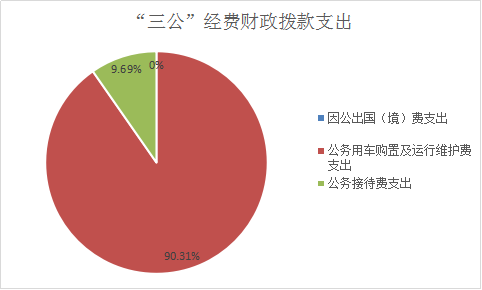 “三公”经费财政拨款支出
0%
9.69%
90.31%
因公出国（境）费支出
公务用车购置及运行维护费
支出
公务接待费支出